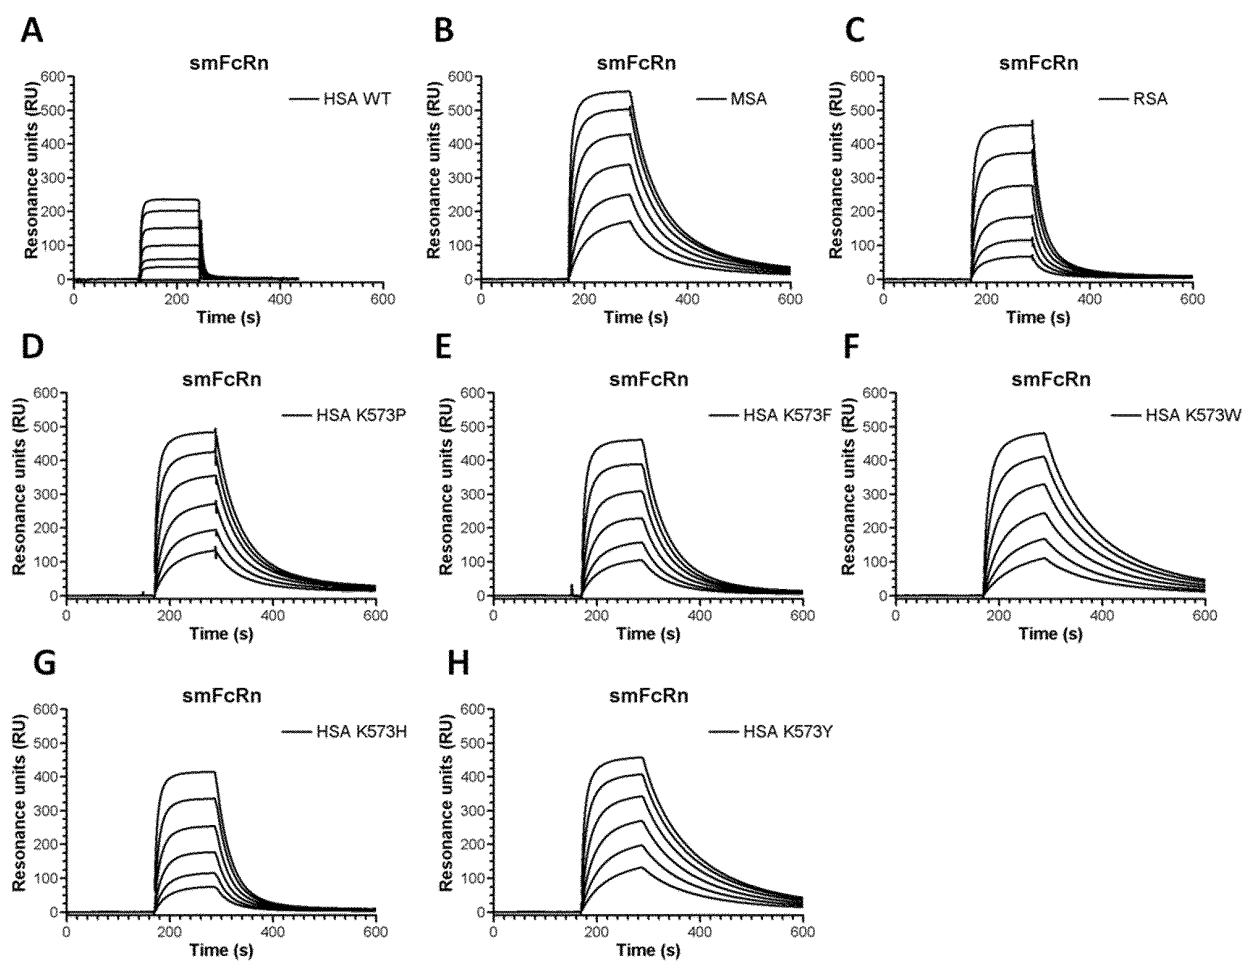 A
smFcRn
HSA WT
Resonance units (RU)
600
500
400
300
200
100
0
0 200 400 600
Time (s)
B
smFcRn
MSA
Resonance units (RU)
600
500
400
300
200
100
0
0 200 400 600
Time (s)
C
smFcRn
RSA
Resonance units (RU)
600
500
400
300
200
100
0
0 200 400 600
Time (s)
D
smFcRn
HSA K573P
Resonance units (RU)
600
500
400
300
200
100
0
0 200 400 600
Time (s)
E
smFcRn
HSA K573F
Resonance units (RU)
600
500
400
300
200
100
0
0 200 400 600
Time (s)
F
smFcRn
HSA K573W
Resonance units (RU)
600
500
400
300
200
100
0
0 200 400 600
Time (s)
G
smFcRn
HSA K573H
Resonance units (RU)
600
500
400
300
200
100
0
0 200 400 600
Time (s)
H
smFcRn
HSA K573Y
Resonance units (RU)
600
500
400
300
200
100
0
0 200 400 600
Time (s)